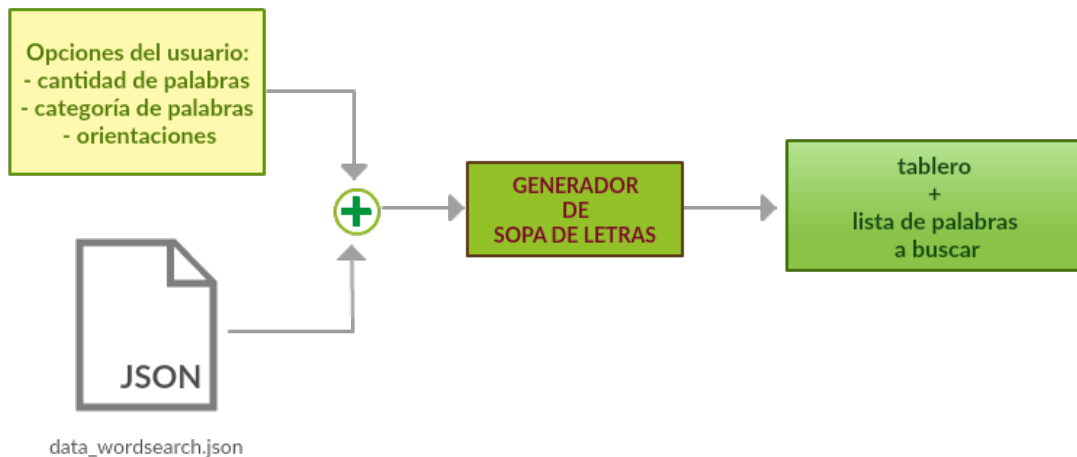 Opciones del usuario:
- cantidad de palabras
- categoría de palabras
- orientaciones
GENERADOR
DE
SOPA DE LETRAS
tablero
+
lista de palabras
a buscar
JSON
data_wordsearch.json